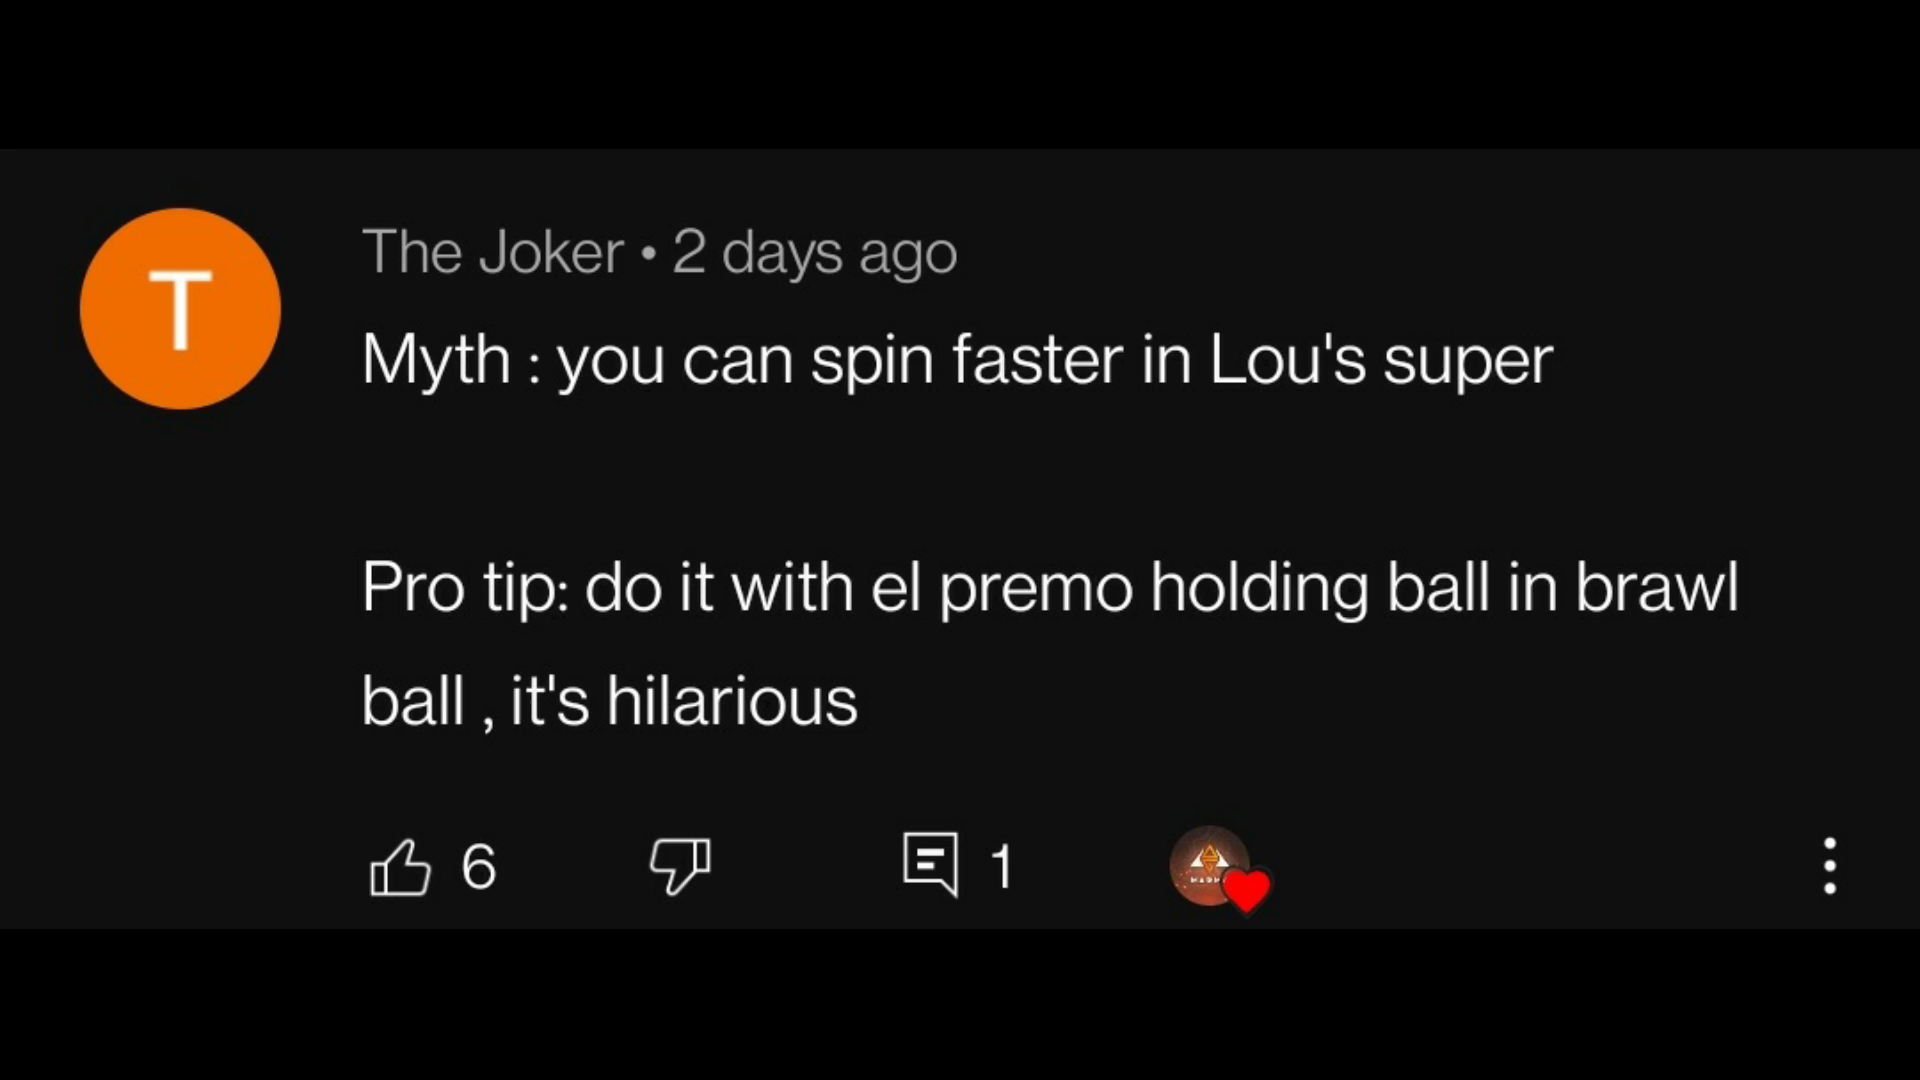 T
The Joker • 2 days ago
Myth : you can spin faster in Lou's super
Pro tip: do it with el premo holding ball in brawl
ball , it's hilarious
6
1